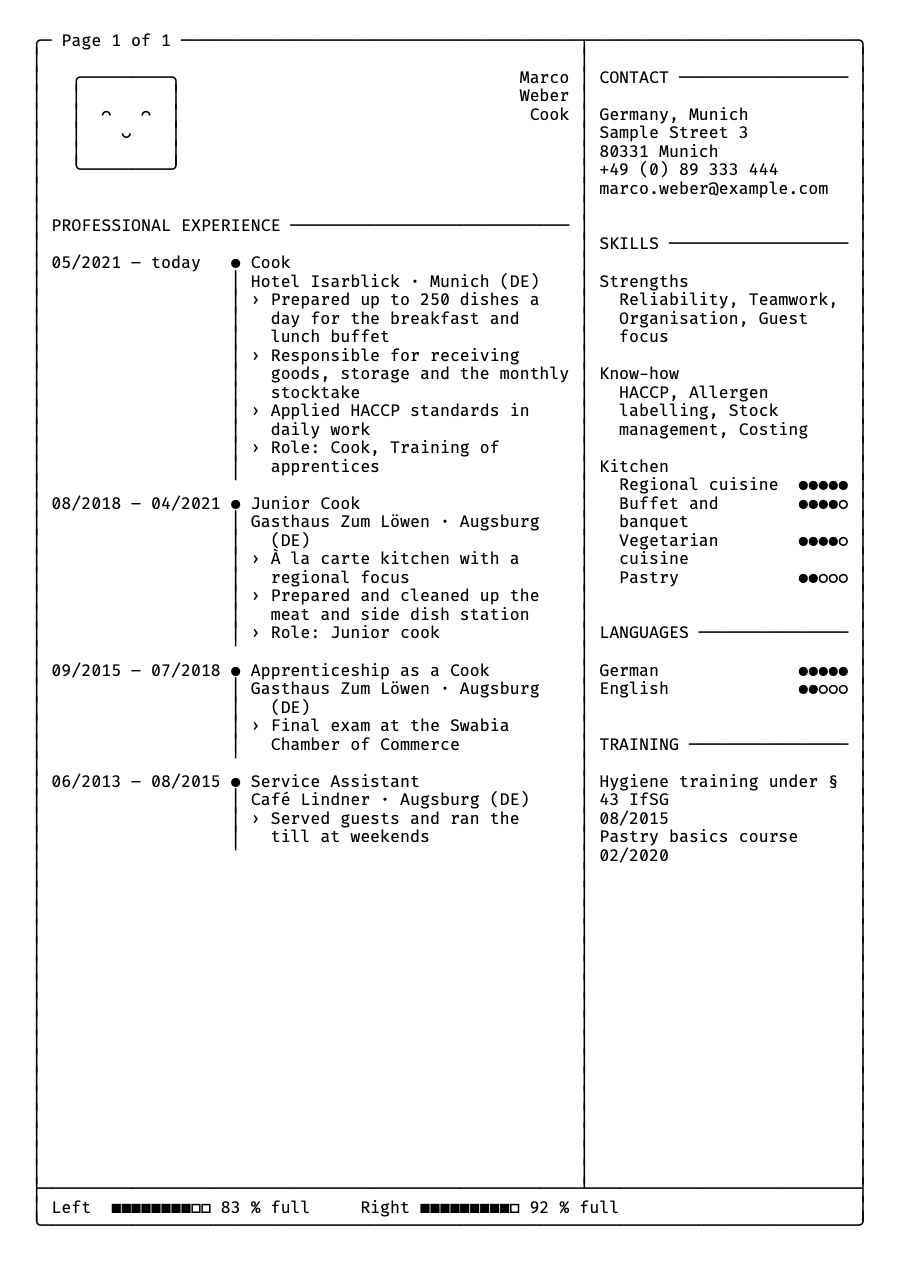 Page 1 of 1
Marco
Weber
Cook
PROFESSIONAL EXPERIENCE
05/2021 – today ● Cook
Hotel Isarblick · Munich (DE)
› Prepared up to 250 dishes a
day for the breakfast and
lunch buffet
› Responsible for receiving
goods, storage and the monthly
stocktake
› Applied HACCP standards in
daily work
› Role: Cook, Training of
apprentices
08/2018 – 04/2021 ● Junior Cook
Gasthaus Zum Löwen · Augsburg
(DE)
› À la carte kitchen with a
regional focus
› Prepared and cleaned up the
meat and side dish station
› Role: Junior cook
09/2015 – 07/2018 ● Apprenticeship as a Cook
Gasthaus Zum Löwen · Augsburg
(DE)
› Final exam at the Swabia
Chamber of Commerce
06/2013 – 08/2015 ● Service Assistant
Café Lindner · Augsburg (DE)
› Served guests and ran the
till at weekends
CONTACT
Germany, Munich
Sample Street 3
80331 Munich
+49 (0) 89 333 444
marco.weber@example.com
SKILLS
Strengths
Reliability, Teamwork,
Organisation, Guest
focus
Know-how
HACCP, Allergen
labelling, Stock
management, Costing
Kitchen
Regional cuisine ●●●●●
Buffet and ●●●●○
banquet
Vegetarian ●●●●○
cuisine
Pastry ●●○○○
LANGUAGES
German ●●●●●
English ●●○○○
TRAINING
Hygiene training under §
43 IfSG
08/2015
Pastry basics course
02/2020
Left ■■■■■■■■□□ 83 % full Right ■■■■■■■■■□ 92 % full